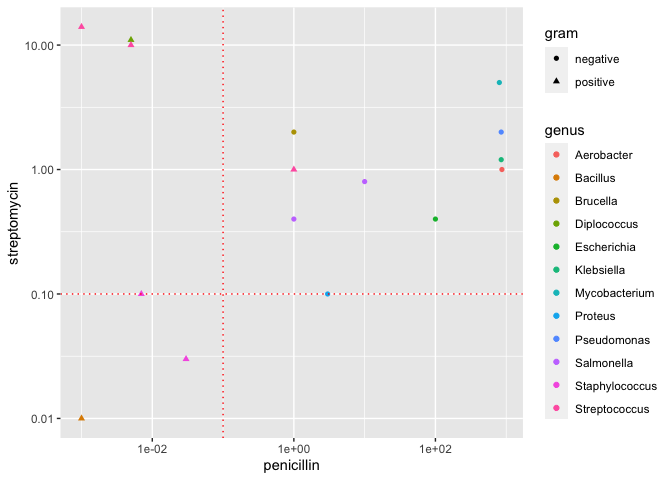 10.00
1.00
0.10
0.01
streptomycin
1e-02
1e+00
1e+02
penicillin
gram
negative
positive
genus
Aerobacter
Bacillus
Brucella
Diplococcus
Escherichia
Klebsiella
Mycobacterium
Proteus
Pseudomonas
Salmonella
Staphylococcus
Streptococcus